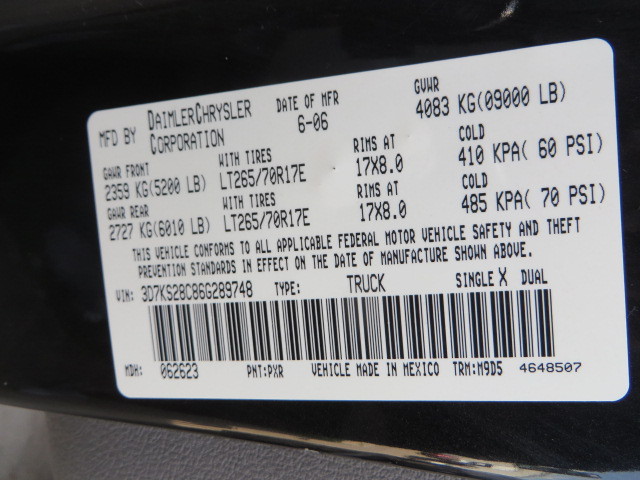 MFD BY DAIMLERCHRYSLER CORPORATION
DATE OF MFR 6-06
GVWR 4083 KG(09000 LB)
GAWR FRONT WITH TIRES RIMS AT COLD
2359 KG(5200 LB) LT265/70R17E 17X8.0 410 KPA( 60 PSI)
GAWR REAR WITH TIRES RIMS AT COLD
2727 KG(6010 LB) LT265/70R17E 17X8.0 485 KPA( 70 PSI)
THIS VEHICLE CONFORMS TO ALL APPLICABLE FEDERAL MOTOR VEHICLE SAFETY AND THEFT
PREVENTION STANDARDS IN EFFECT ON THE DATE OF MANUFACTURE SHOWN ABOVE.
VIN: 3D7KS28C86G289748 TYPE: TRUCK SINGLE X DUAL
MDH: 062623 PNT:PXR VEHICLE MADE IN MEXICO TRM:M9D5 4648507